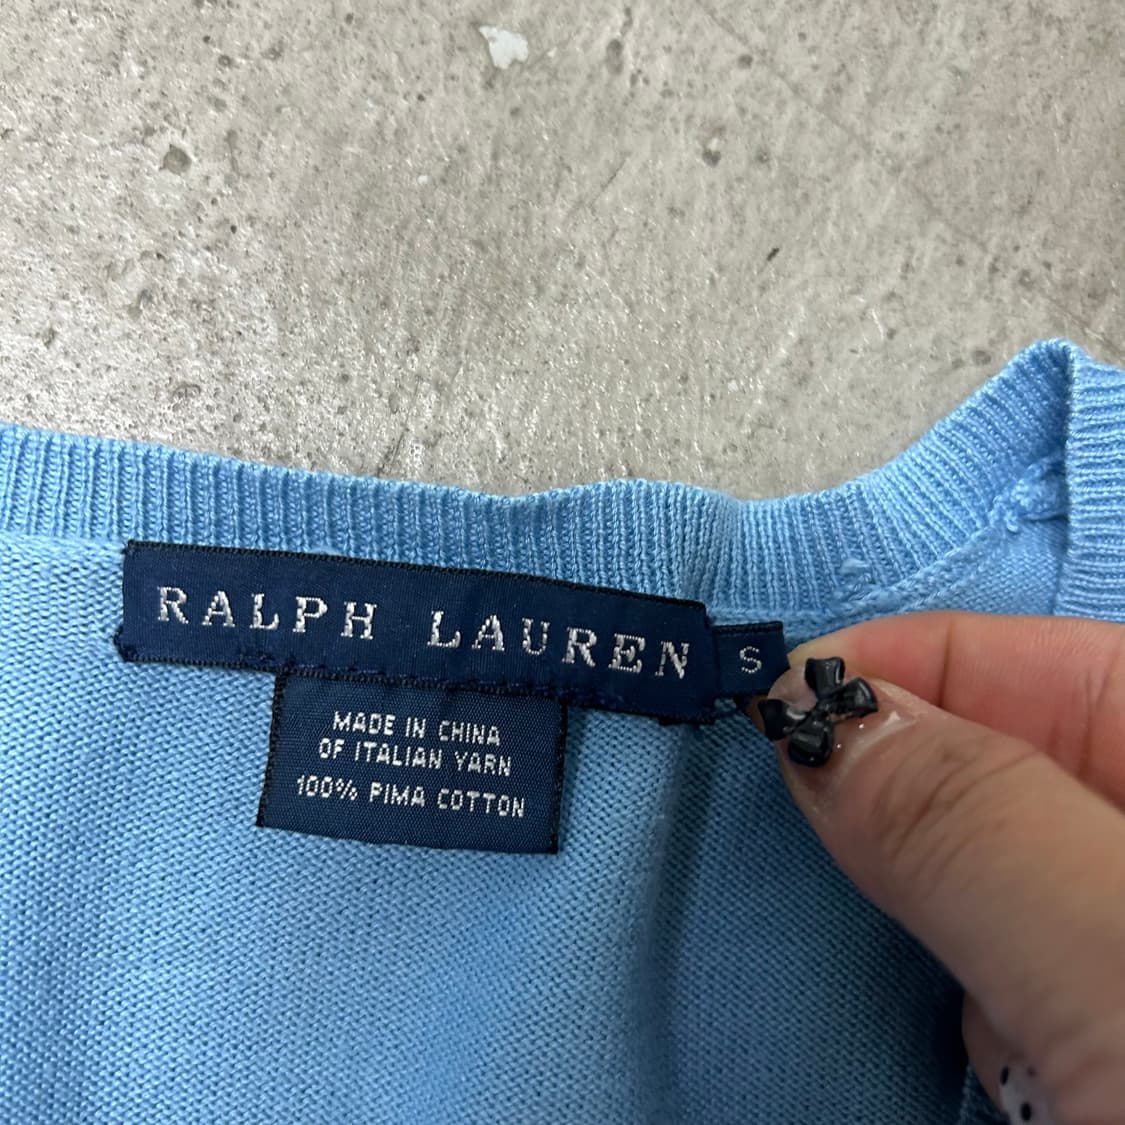 RALPH LAUREN
S
MADE IN CHINA
OF ITALIAN YARN
100% PIMA COTTON